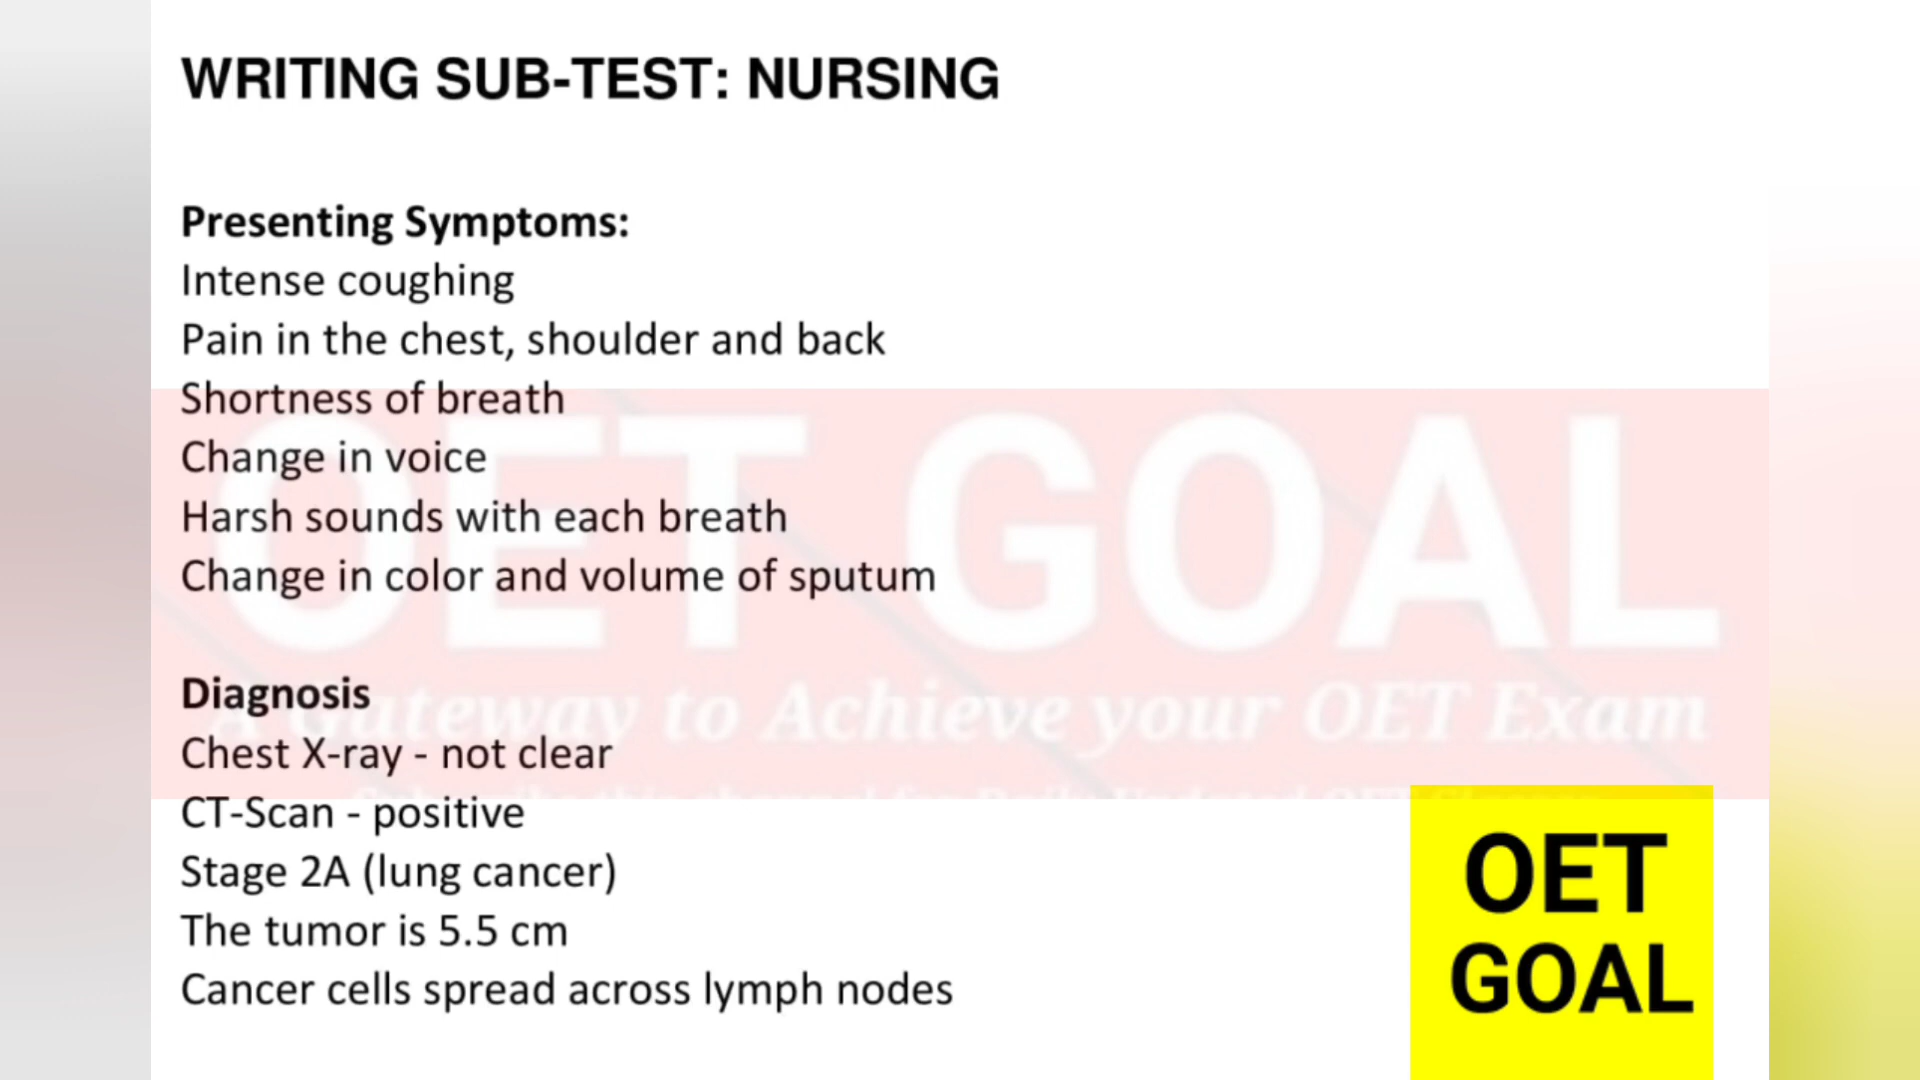 WRITING SUB-TEST: NURSING
Presenting Symptoms:
Intense coughing
Pain in the chest, shoulder and back
Shortness of breath
Change in voice
Harsh sounds with each breath
Change in color and volume of sputum
OET GOAL
Diagnosis
A Gateway to Achieve your OET Exam
Chest X-ray - not clear
CT-Scan - positive
Stage 2A (lung cancer)
The tumor is 5.5 cm
Cancer cells spread across lymph nodes
OET
GOAL